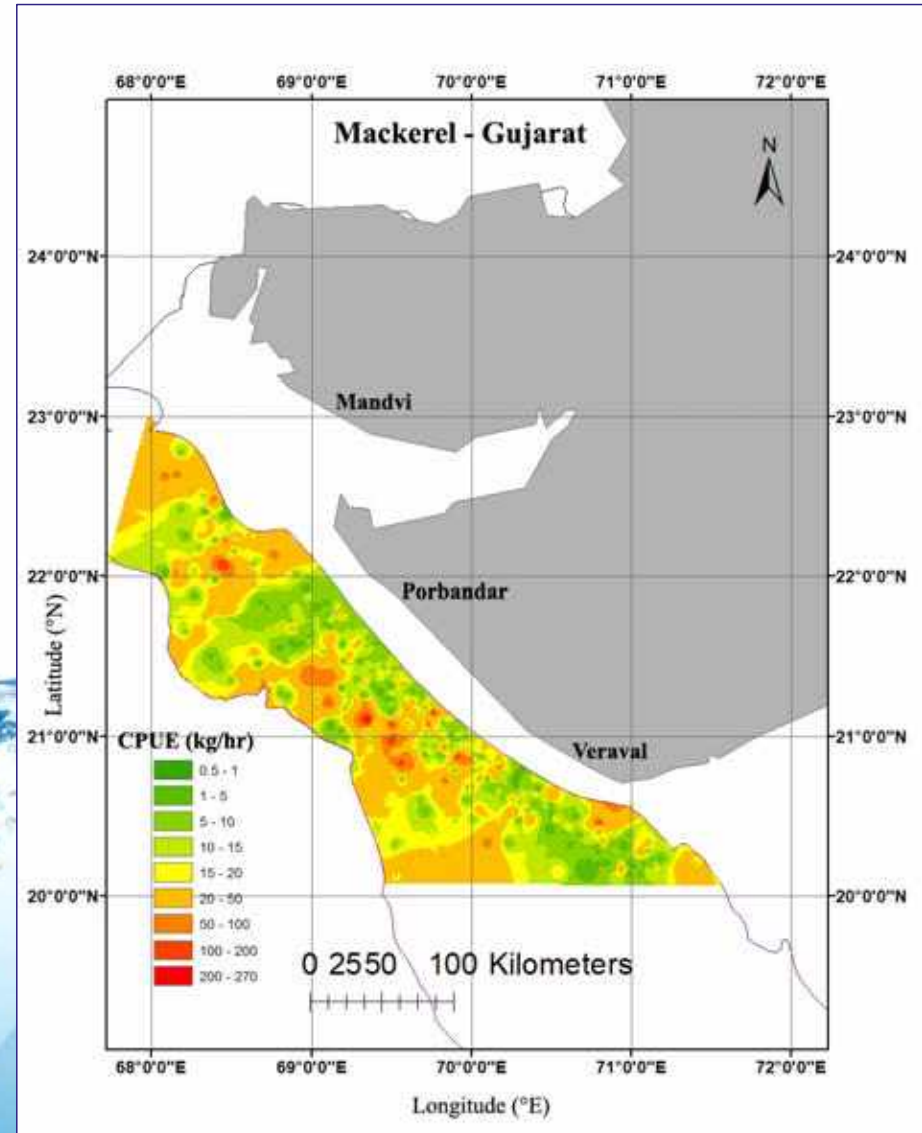 68°0'0"E 69°0'0"E 70°0'0"E 71°0'0"E 72°0'0"E
Mackerel - Gujarat
N
24°0'0"N 24°0'0"N
Mandvi
23°0'0"N 23°0'0"N
22°0'0"N 22°0'0"N
Porbandar
Latitude (°N)
21°0'0"N 21°0'0"N
Veraval
CPUE (kg/hr)
0.5 - 1
1 - 5
5 - 10
10 - 15
15 - 20
20 - 50
50 - 100
100 - 200
200 - 270
20°0'0"N 20°0'0"N
0 2550 100 Kilometers
68°0'0"E 69°0'0"E 70°0'0"E 71°0'0"E 72°0'0"E
Longitude (°E)